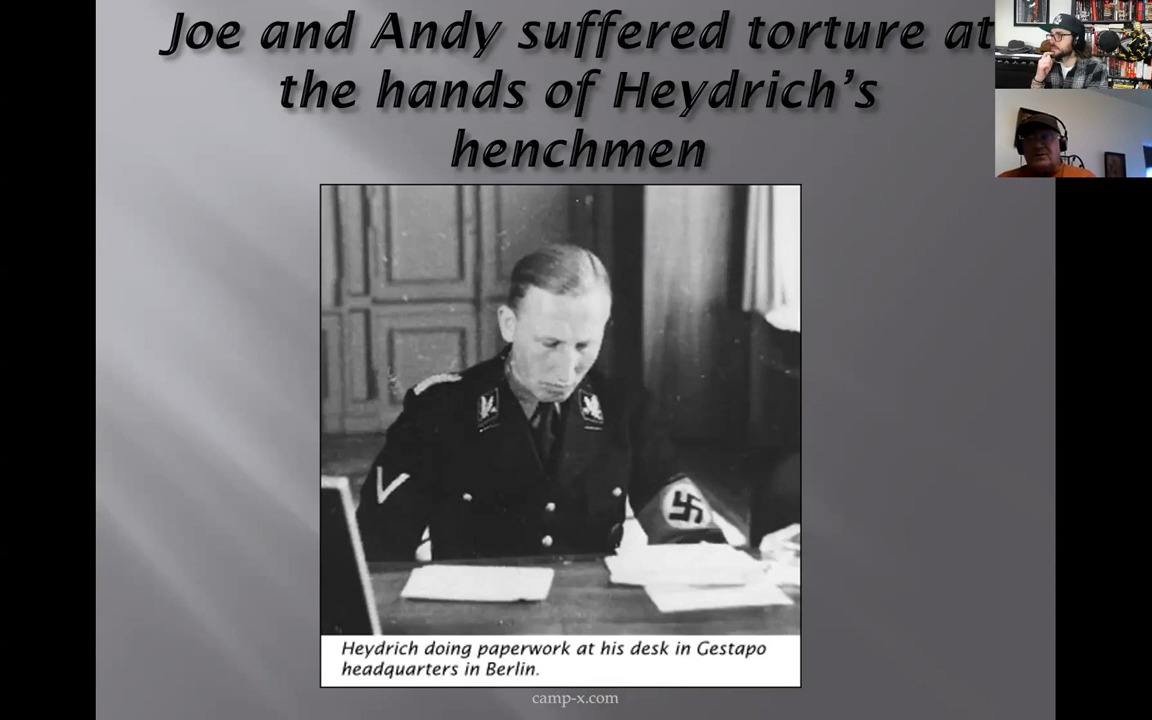 Joe and Andy suffered torture at
the hands of Heydrich's
henchmen
Heydrich doing paperwork at his desk in Gestapo
headquarters in Berlin.
camp-x.com